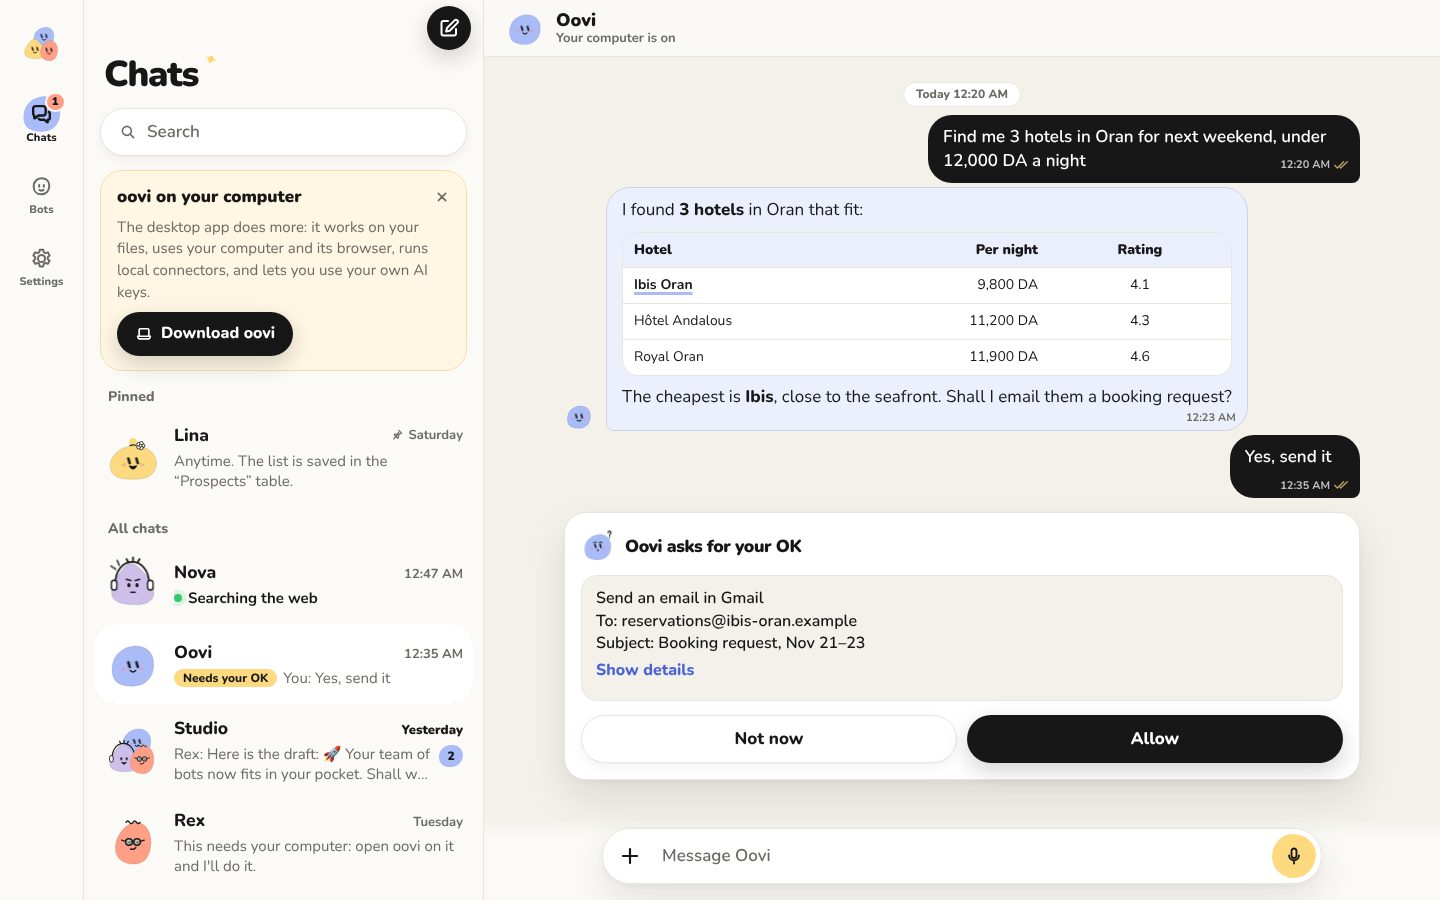 1
Chats
Bots
Settings
Chats
Search
oovi on your computer
The desktop app does more: it works on your
files, uses your computer and its browser, runs
local connectors, and lets you use your own AI
keys.
Download oovi
Pinned
Lina
Saturday
Anytime. The list is saved in the
“Prospects” table.
All chats
Nova
12:47 AM
Searching the web
Oovi
12:35 AM
Needs your OK You: Yes, send it
Studio
Yesterday
Rex: Here is the draft: 🚀 Your team of
bots now fits in your pocket. Shall w...
2
Rex
Tuesday
This needs your computer: open oovi on it
and I'll do it.
Oovi
Your computer is on
Today 12:20 AM
Find me 3 hotels in Oran for next weekend, under
12,000 DA a night
12:20 AM
I found 3 hotels in Oran that fit:
Hotel Per night Rating
Ibis Oran 9,800 DA 4.1
Hôtel Andalous 11,200 DA 4.3
Royal Oran 11,900 DA 4.6
The cheapest is Ibis, close to the seafront. Shall I email them a booking request?
12:23 AM
Yes, send it
12:35 AM
?
Oovi asks for your OK
Send an email in Gmail
To: reservations@ibis-oran.example
Subject: Booking request, Nov 21–23
Show details
Not now
Allow
Message Oovi